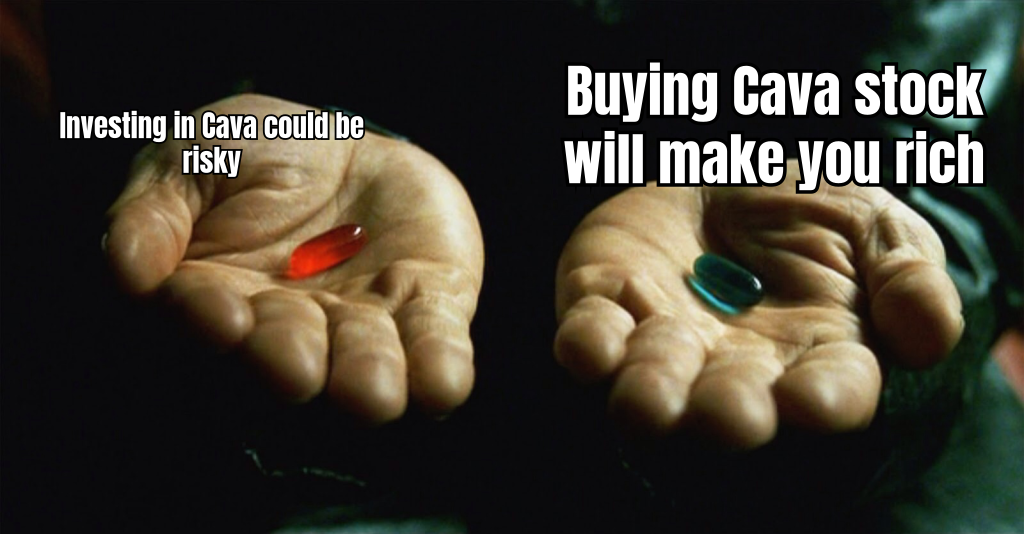 Investing in Cava could be
risky
Buying Cava stock
will make you rich